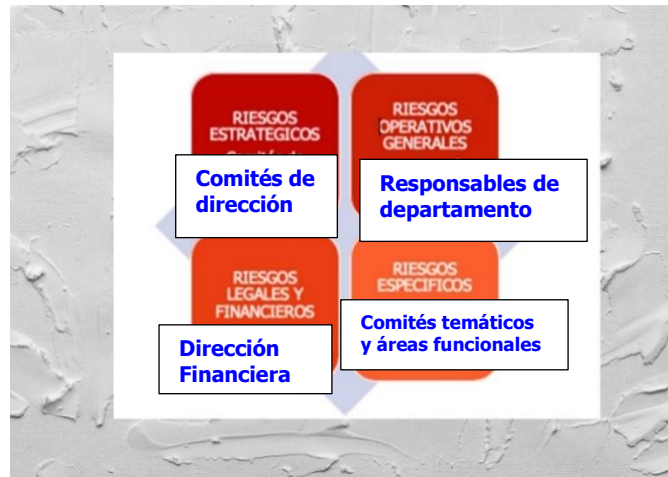 RIESGOS
ESTRATEGICOS
Comités de
dirección
RIESGOS
OPERATIVOS
GENERALES
Responsables de
departamento
RIESGOS
LEGALES Y
FINANCIEROS
Dirección
Financiera
RIESGOS
ESPECIFICOS
Comités temáticos
y áreas funcionales